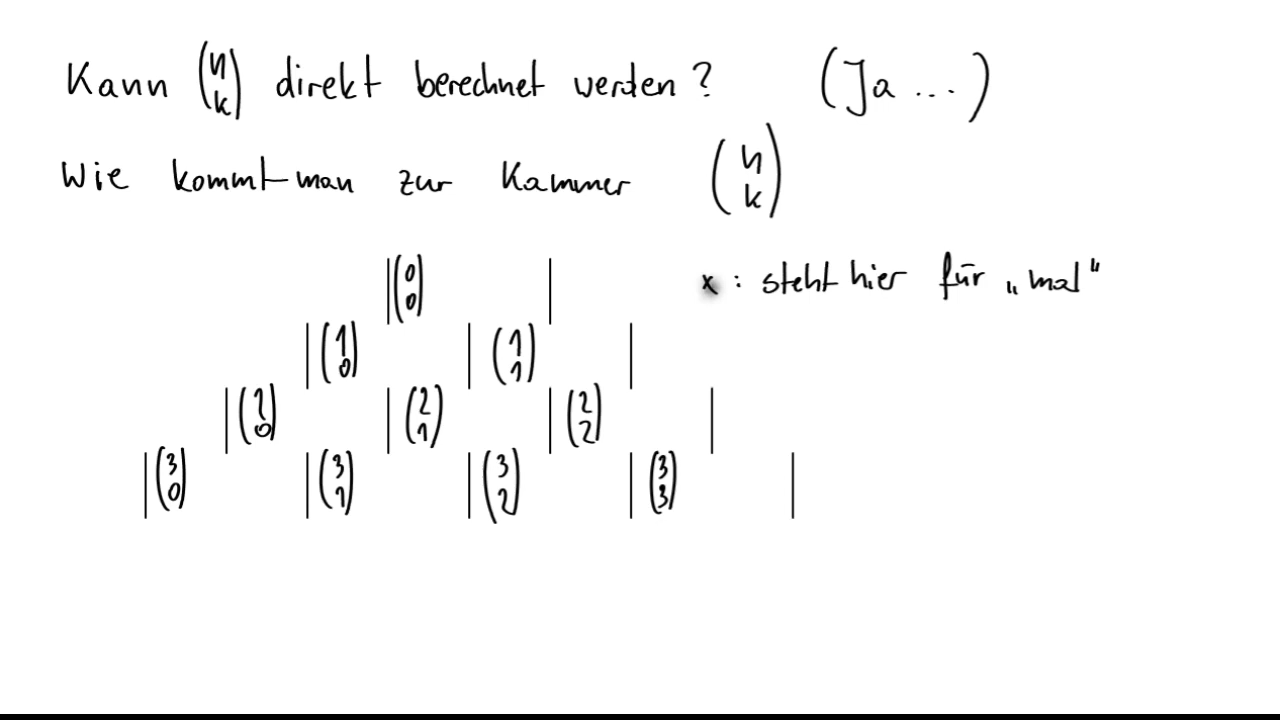 Kann (n k) direkt berechnet werden? (Ja ...)
Wie kommt man zur Kammer (n k)
|(0 0) | x : steht hier für „mal“
|(1 0) | (1 1) |
|(2 0) |(2 1) |(2 2) |
|(3 0) |(3 1) |(3 2) |(3 3) |